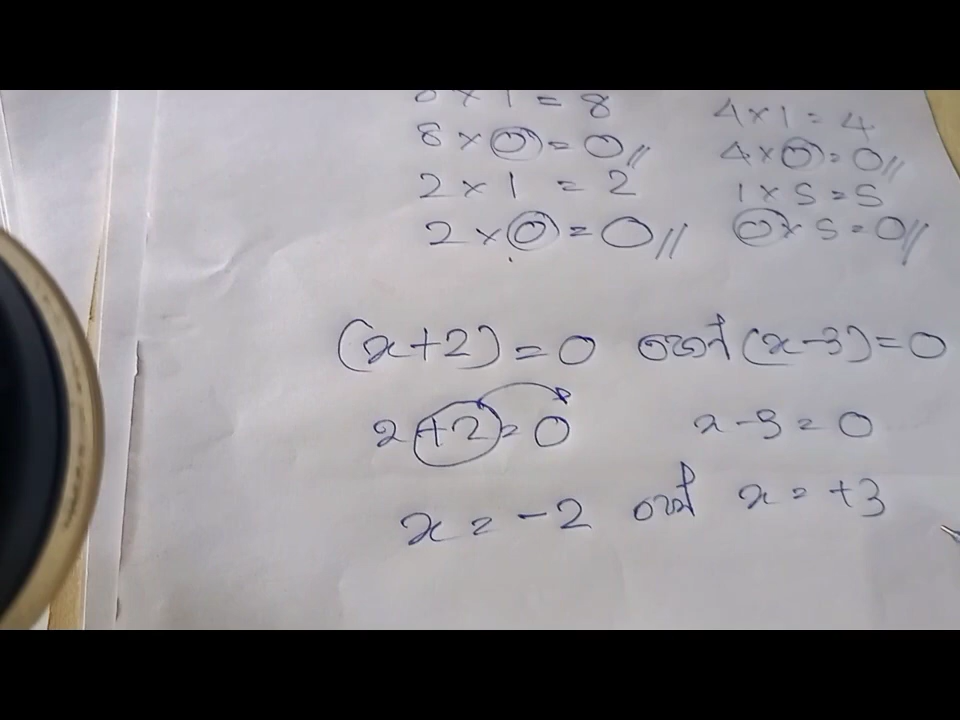 8 × 1 = 8
4 × 1 = 4
8 × 0 = 0//
4 × 0 = 0//
2 × 1 = 2
1 × 5 = 5
2 × 0 = 0//
0 × 5 = 0//
(x+2) = 0 හෝ (x-3) = 0
x+2 = 0 x-3 = 0
x = -2 හෝ x = +3